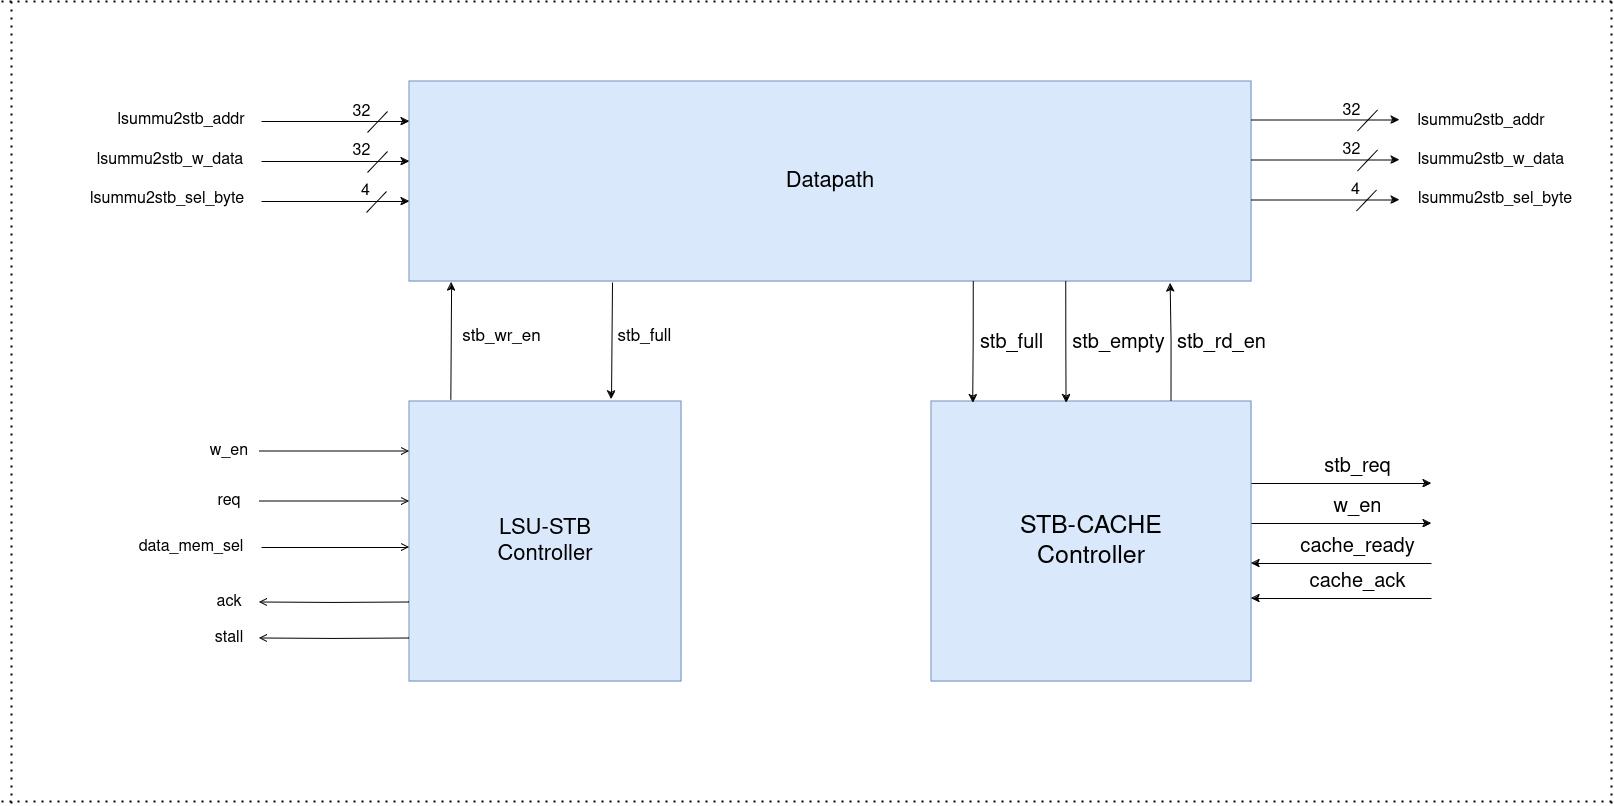 lsummu2stb_addr
32
32
lsummu2stb_addr
lsummu2stb_w_data
32
32
lsummu2stb_w_data
lsummu2stb_sel_byte
4
4
lsummu2stb_sel_byte
Datapath
stb_wr_en
stb_full
stb_full
stb_empty
stb_rd_en
w_en
req
data_mem_sel
ack
stall
LSU-STB
Controller
STB-CACHE
Controller
stb_req
w_en
cache_ready
cache_ack